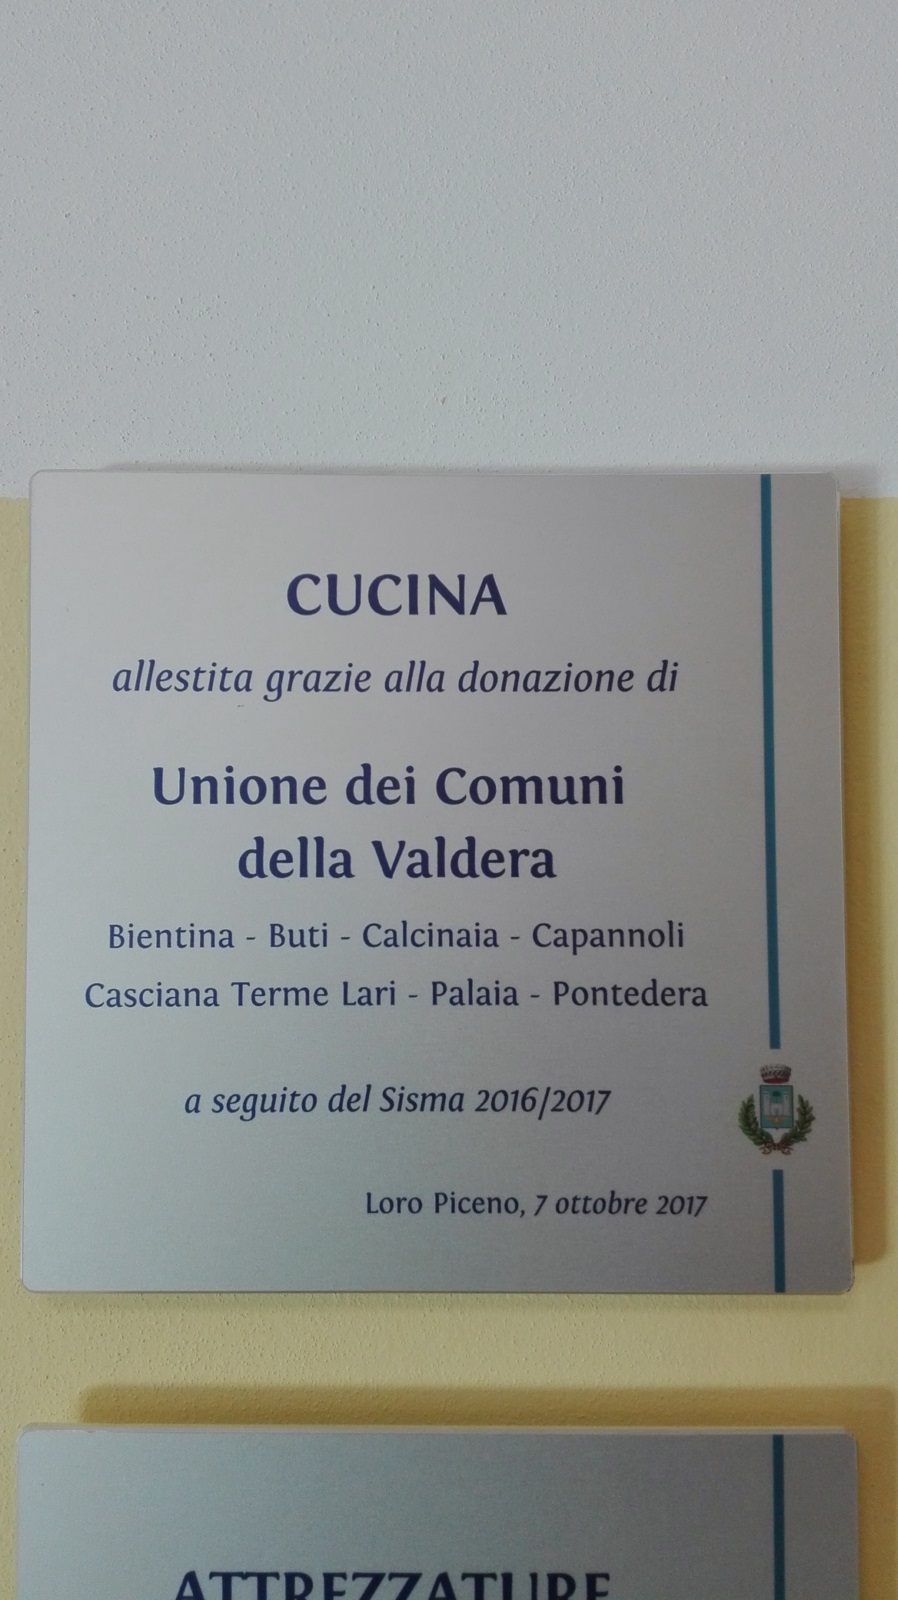 CUCINA
allestita grazie alla donazione di
Unione dei Comuni
della Valdera
Bientina - Buti - Calcinaia - Capannoli
Casciana Terme Lari - Palaia - Pontedera
a seguito del Sisma 2016/2017
Loro Piceno, 7 ottobre 2017
ATTREZZATURE